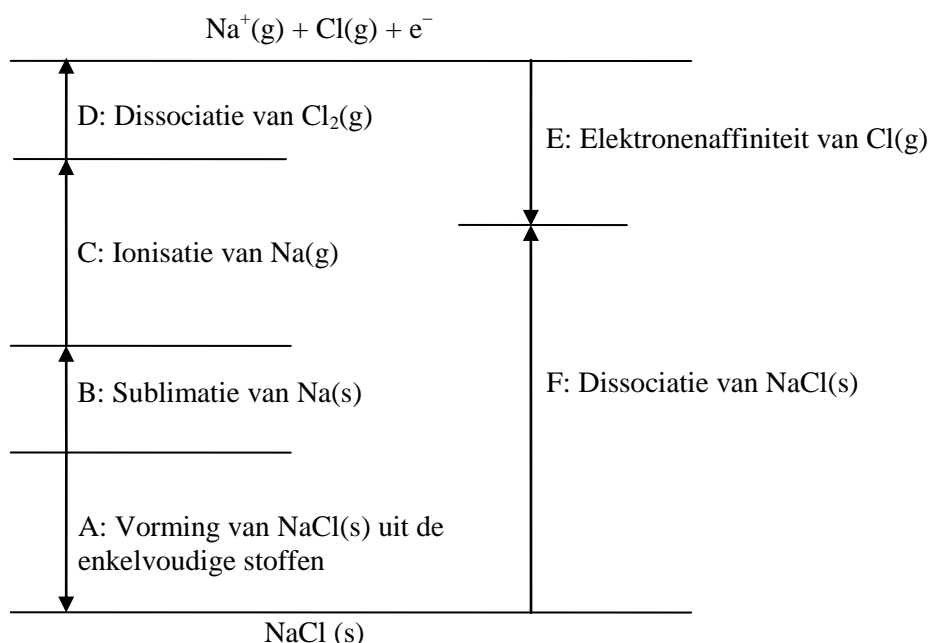 Na⁺(g) + Cl(g) + e⁻
D: Dissociatie van Cl₂(g)
E: Elektronenaffiniteit van Cl(g)
C: Ionisatie van Na(g)
B: Sublimatie van Na(s)
F: Dissociatie van NaCl(s)
A: Vorming van NaCl(s) uit de
enkelvoudige stoffen
NaCl (s)